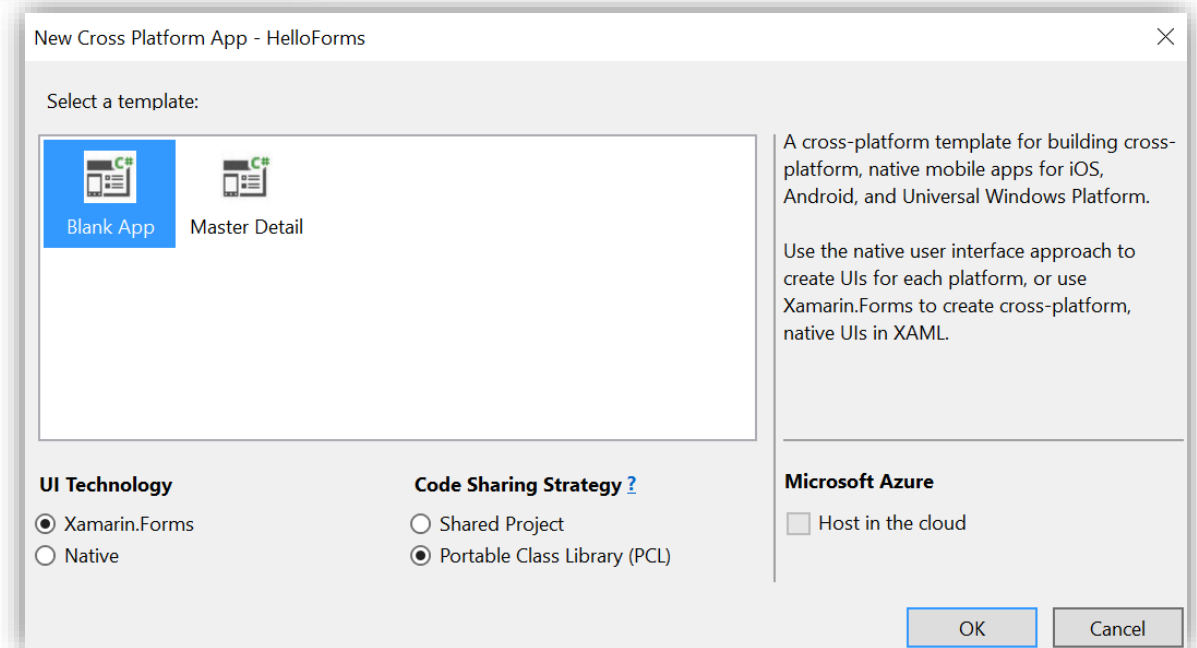 New Cross Platform App - HelloForms
Select a template:
C#
Blank App
C#
Master Detail
A cross-platform template for building cross-
platform, native mobile apps for iOS,
Android, and Universal Windows Platform.
Use the native user interface approach to
create UIs for each platform, or use
Xamarin.Forms to create cross-platform,
native UIs in XAML.
UI Technology
Xamarin.Forms
Native
Code Sharing Strategy ?
Shared Project
Portable Class Library (PCL)
Microsoft Azure
Host in the cloud
OK
Cancel